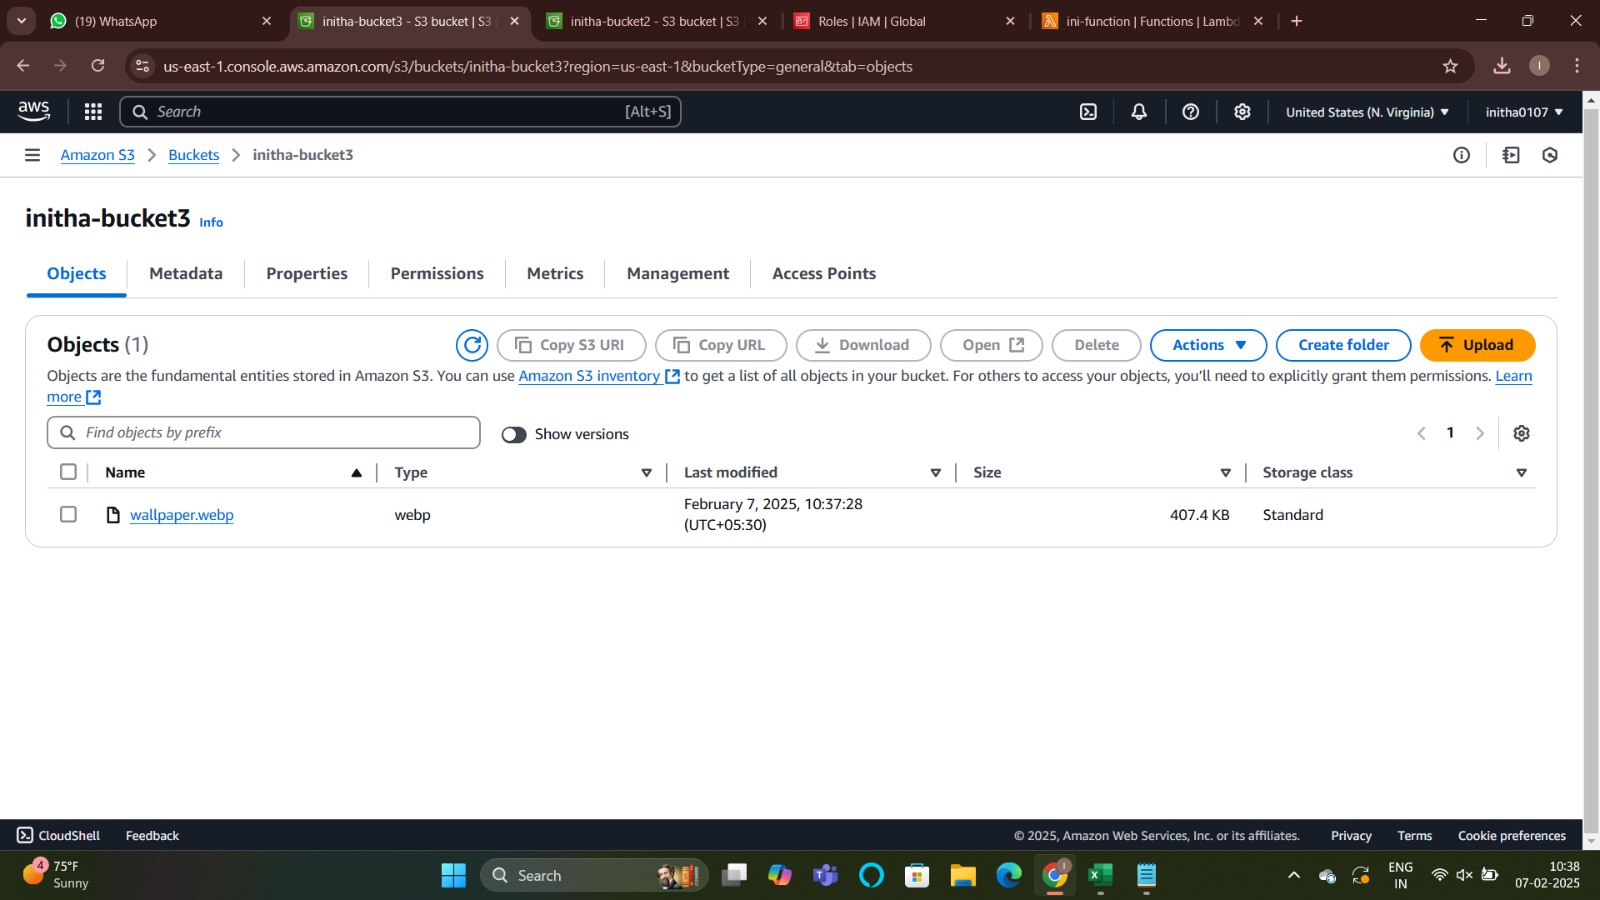 (19) WhatsApp
initha-bucket3 - S3 bucket | S3
initha-bucket2 - S3 bucket | S3
Roles | IAM | Global
ini-function | Functions | Lambd
us-east-1.console.aws.amazon.com/s3/buckets/initha-bucket3?region=us-east-1&bucketType=general&tab=objects
I
aws
Search
[Alt+S]
United States (N. Virginia)
initha0107
Amazon S3
Buckets
initha-bucket3
initha-bucket3 Info
Objects
Metadata
Properties
Permissions
Metrics
Management
Access Points
Objects (1)
Copy S3 URI
Copy URL
Download
Open
Delete
Actions
Create folder
Upload
Objects are the fundamental entities stored in Amazon S3. You can use Amazon S3 inventory to get a list of all objects in your bucket. For others to access your objects, you'll need to explicitly grant them permissions. Learn
more
Find objects by prefix
Show versions
1
Name
Type
Last modified
Size
Storage class
wallpaper.webp
webp
February 7, 2025, 10:37:28
(UTC+05:30)
407.4 KB
Standard
CloudShell
Feedback
© 2025, Amazon Web Services, Inc. or its affiliates.
Privacy
Terms
Cookie preferences
4
75°F
Sunny
Search
ENG
IN
10:38
07-02-2025